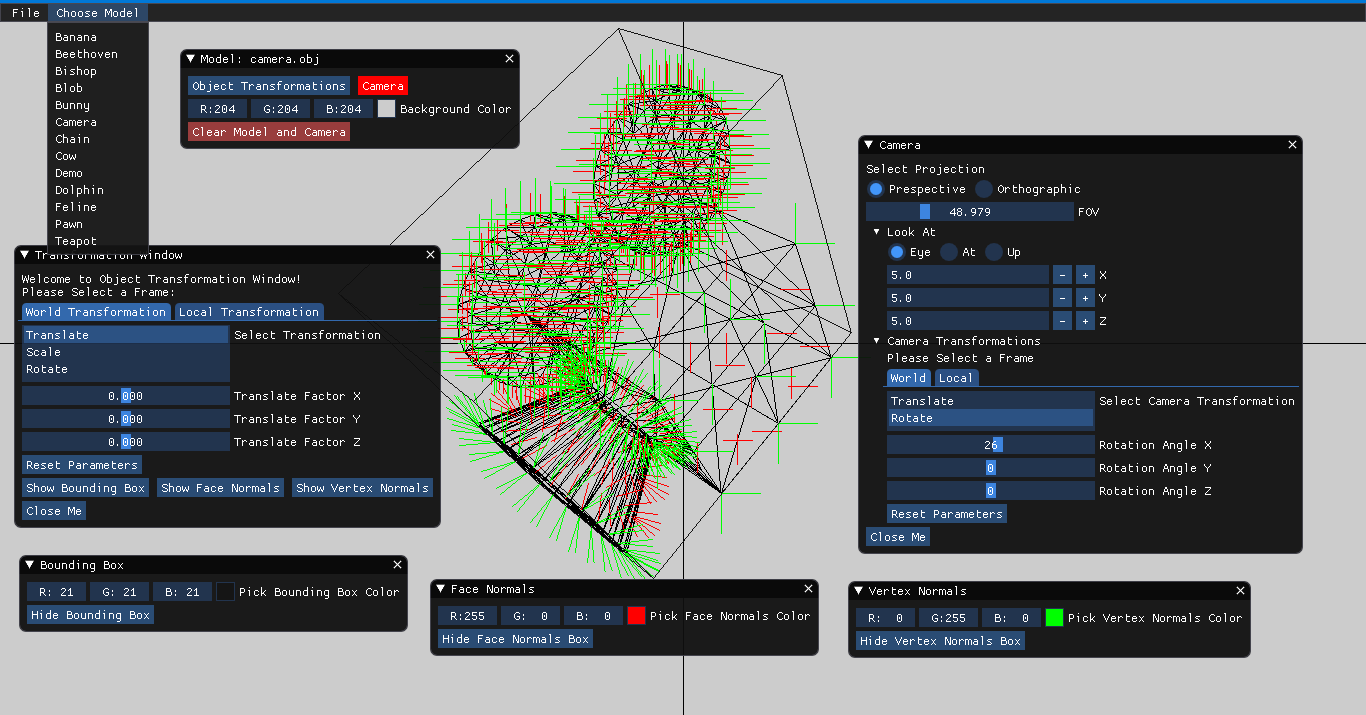 File Choose Model
Banana
Beethoven
Bishop
Blob
Bunny
Camera
Chain
Cow
Demo
Dolphin
Feline
Pawn
Teapot
Model: camera.obj
Object Transformations Camera
R:204 G:204 B:204 Background Color
Clear Model and Camera
Transformation Window
Welcome to Object Transformation Window!
Please Select a Frame:
World Transformation Local Transformation
Translate Select Transformation
Scale
Rotate
0.000 Translate Factor X
0.000 Translate Factor Y
0.000 Translate Factor Z
Reset Parameters
Show Bounding Box Show Face Normals Show Vertex Normals
Close Me
Camera
Select Projection
Prespective Orthographic
48.979 FOV
Look At
Eye At Up
5.0 - + X
5.0 - + Y
5.0 - + Z
Camera Transformations
Please Select a Frame
World Local
Translate Select Camera Transformation
Rotate
26 Rotation Angle X
0 Rotation Angle Y
0 Rotation Angle Z
Reset Parameters
Close Me
Bounding Box
R: 21 G: 21 B: 21 Pick Bounding Box Color
Hide Bounding Box
Face Normals
R:255 G: 0 B: 0 Pick Face Normals Color
Hide Face Normals Box
Vertex Normals
R: 0 G:255 B: 0 Pick Vertex Normals Color
Hide Vertex Normals Box